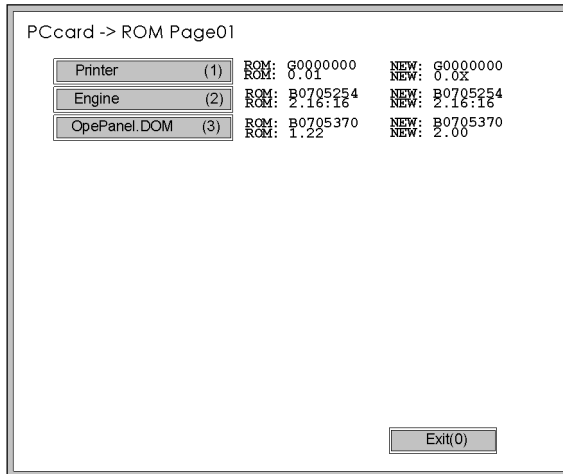 PCcard -> ROM Page01
Printer (1) ROM: G0000000 NEW: G0000000
ROM: 0.01 NEW: 0.0X
Engine (2) ROM: B0705254 NEW: B0705254
ROM: 2.16:16 NEW: 2.16:16
OpePanel.DOM (3) ROM: B0705370 NEW: B0705370
ROM: 1.22 NEW: 2.00
Exit(0)